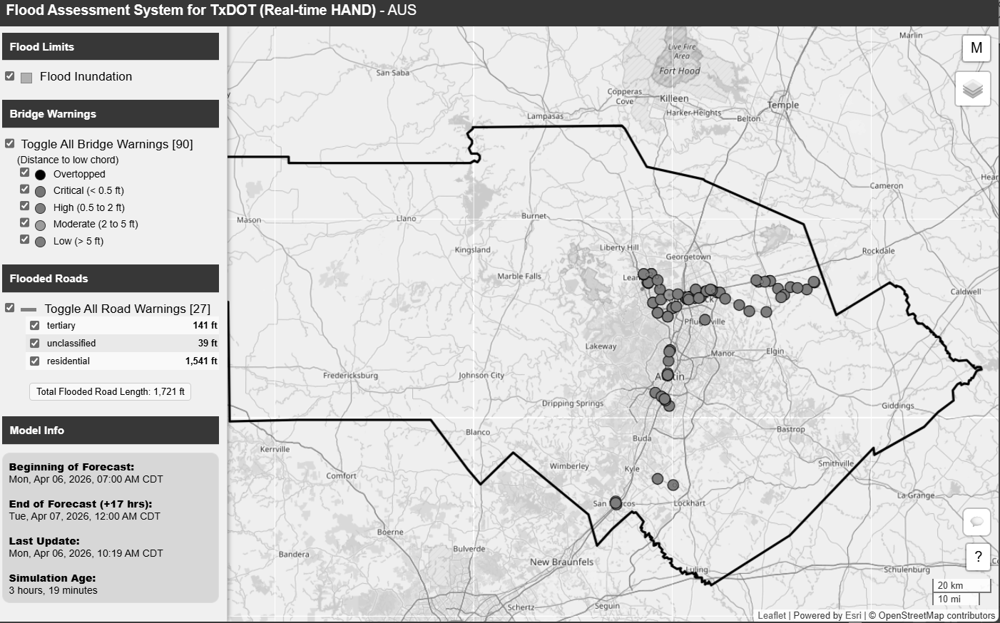 Flood Assessment System for TxDOT (Real-time HAND) - AUS
Flood Limits
Flood Inundation
Bridge Warnings
Toggle All Bridge Warnings [90]
(Distance to low chord)
Overtopped
Critical (< 0.5 ft)
High (0.5 to 2 ft)
Moderate (2 to 5 ft)
Low (> 5 ft)
Flooded Roads
Toggle All Road Warnings [27]
tertiary 141 ft
unclassified 39 ft
residential 1,541 ft
Total Flooded Road Length: 1,721 ft
Model Info
Beginning of Forecast:
Mon, Apr 06, 2026, 07:00 AM CDT
End of Forecast (+17 hrs):
Tue, Apr 07, 2026, 12:00 AM CDT
Last Update:
Mon, Apr 06, 2026, 10:19 AM CDT
Simulation Age:
3 hours, 19 minutes
Marlin
M
Live Fire
Area
Fort Hood
San Saba
Copperas
Cove
Killeen
Temple
Harker Heights
Belton
Lampasas
Cameron
Mason
Llano
Burnet
Liberty Hill
Georgetown
Rockdale
Kingsland
Marble Falls
Caldwell
Lakeway
Manor
Elgin
Fredericksburg
Johnson City
Dripping Springs
Giddings
Blanco
Buda
Bastrop
Kerrville
Wimberley
Kyle
Smithville
Comfort
La Grange
Lockhart
Boerne
Bulverde
Bandera
New Braunfels
Luling
Schulenburg
Schertz
Seguin
?
20 km
10 mi
Leaflet | Powered by Esri | © OpenStreetMap contributors